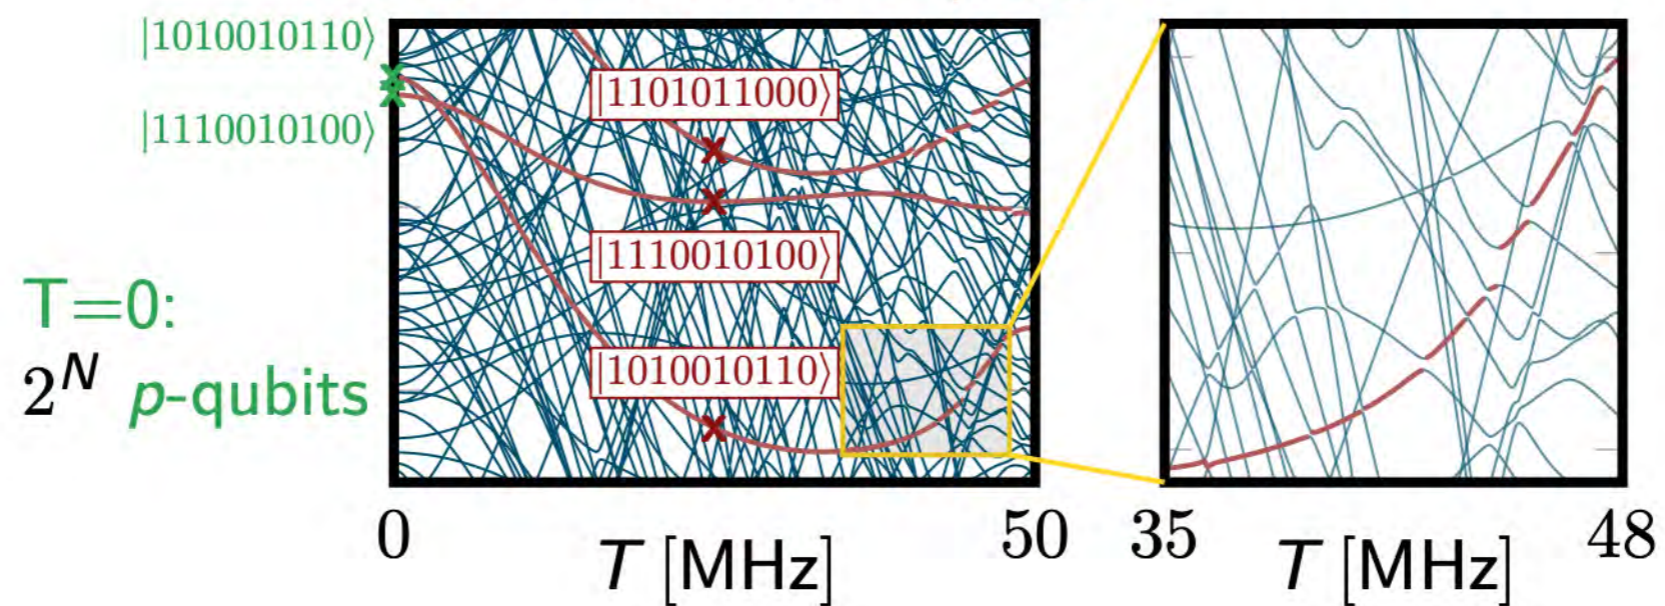 |1010010110⟩
|1110010100⟩
T=0:
2^N p-qubits
|1101011000⟩
|1110010100⟩
|1010010110⟩
0
T [MHz]
50
35
T [MHz]
48